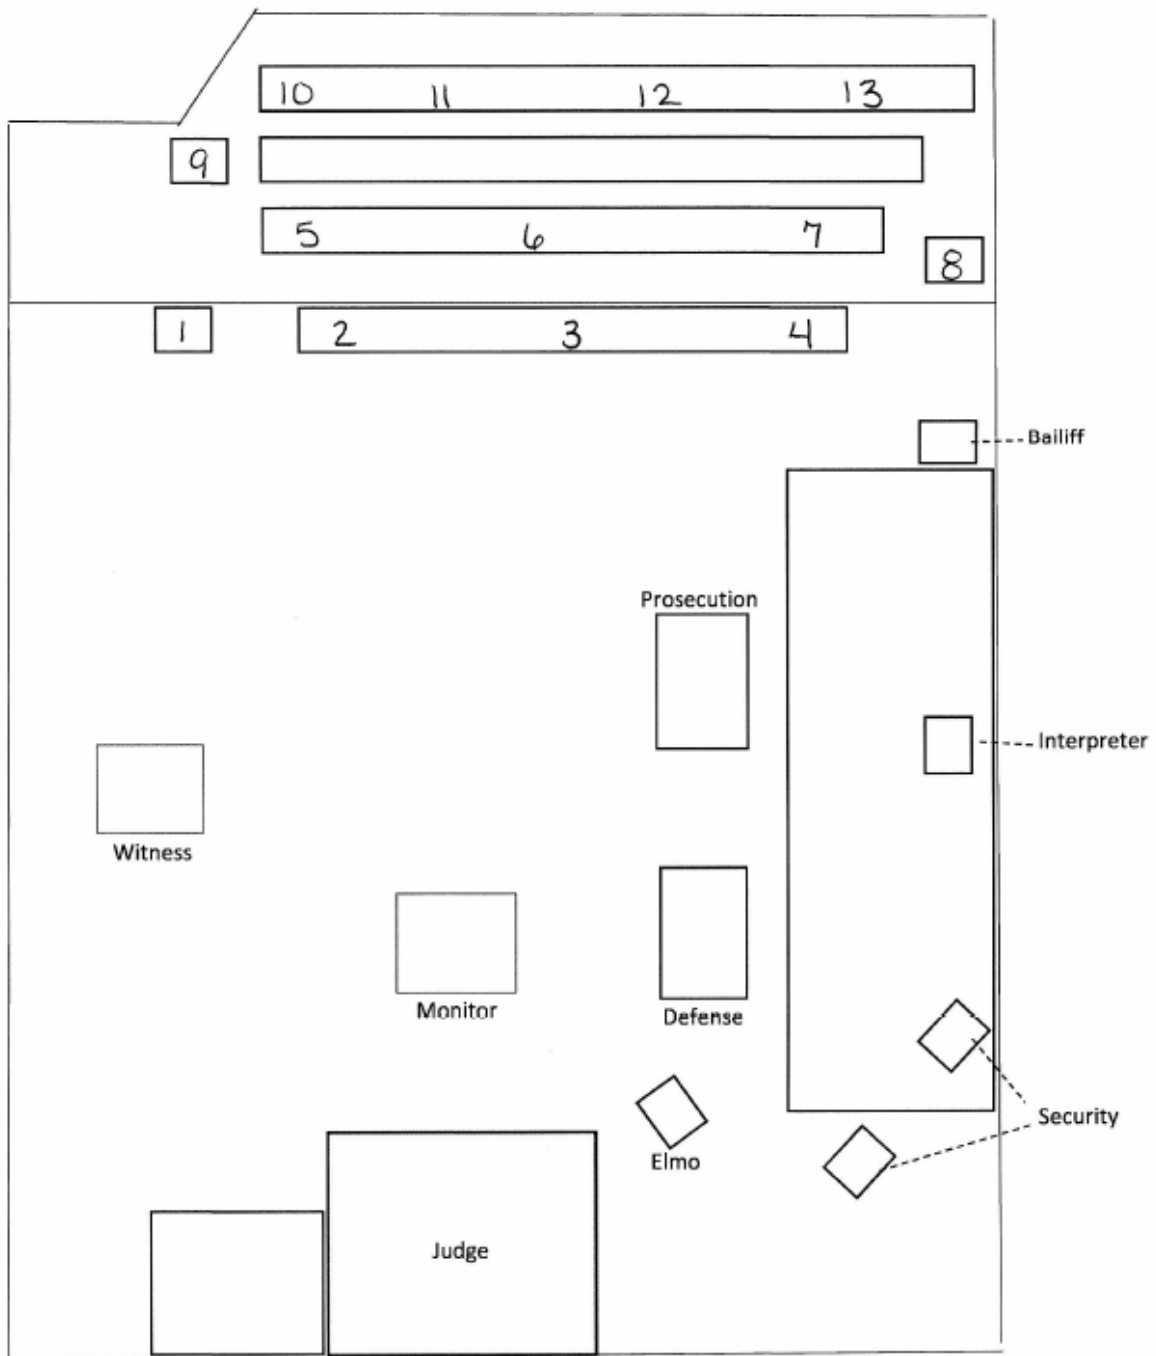 10 11 12 13
9
5 6 7
8
1 2 3 4
Bailiff
Prosecution
Interpreter
Witness
Monitor
Defense
Security
Elmo
Judge